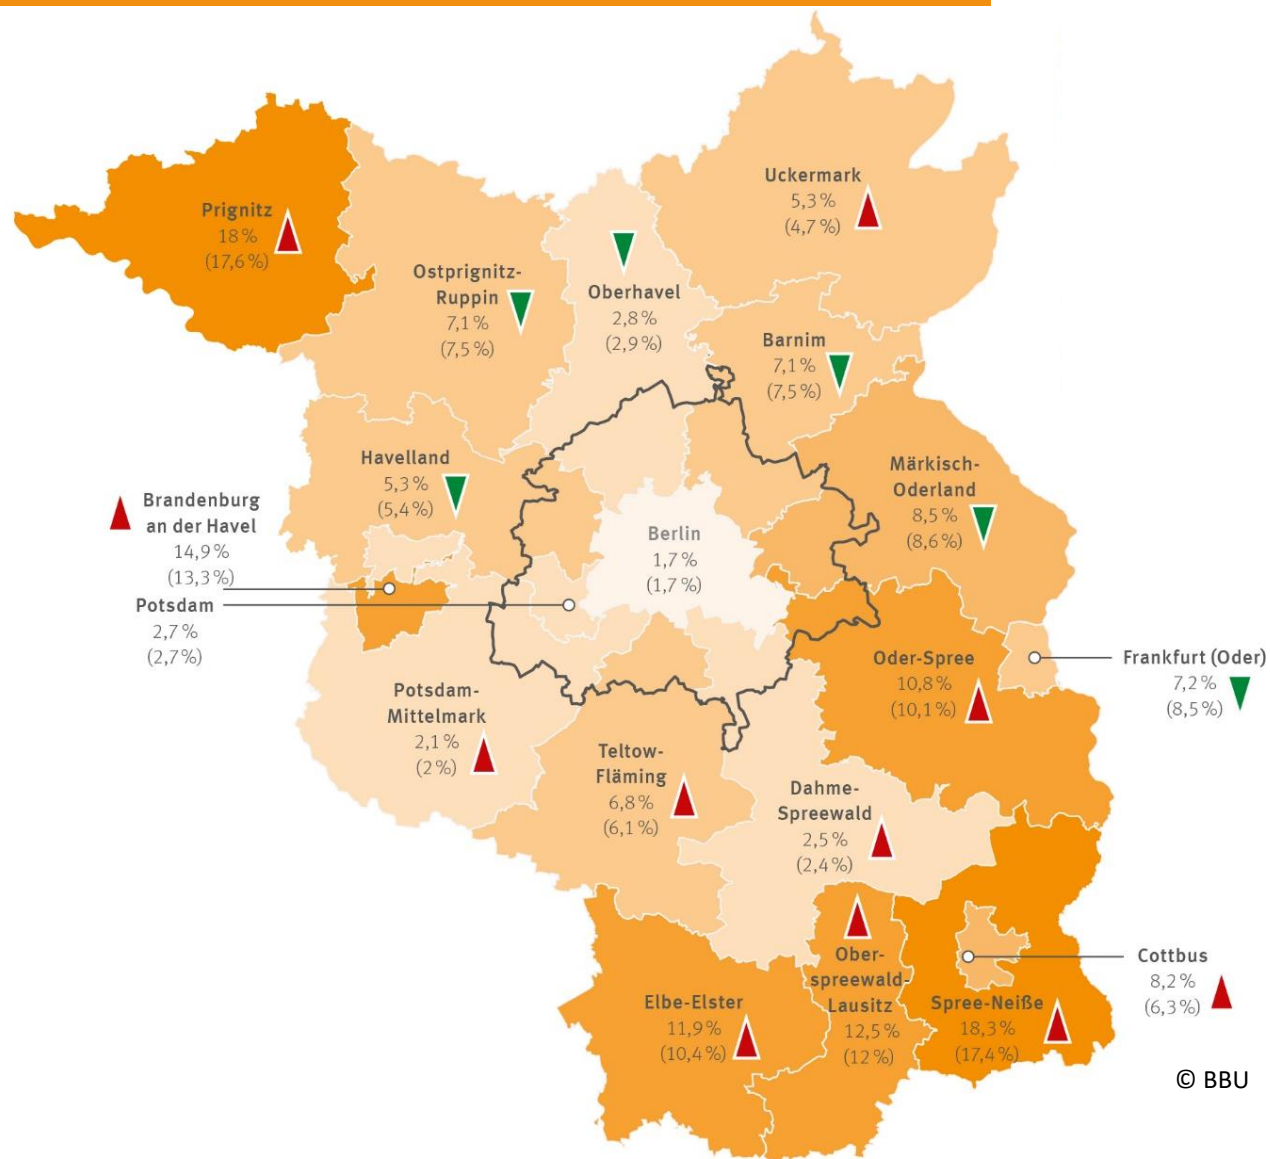 Uckermark
5,3 %
(4,7 %)
Prignitz
18 %
(17,6 %)
Ostprignitz-
Ruppin
7,1 %
(7,5 %)
Oberhavel
2,8 %
(2,9 %)
Barnim
7,1 %
(7,5 %)
Havelland
5,3 %
(5,4 %)
Märkisch-
Oderland
8,5 %
(8,6 %)
Brandenburg
an der Havel
14,9 %
(13,3 %)
Berlin
1,7 %
(1,7 %)
Potsdam
2,7 %
(2,7 %)
Oder-Spree
10,8 %
(10,1 %)
Frankfurt (Oder)
7,2 %
(8,5 %)
Potsdam-
Mittelmark
2,1 %
(2 %)
Teltow-
Fläming
6,8 %
(6,1 %)
Dahme-
Spreewald
2,5 %
(2,4 %)
Cottbus
8,2 %
(6,3 %)
Elbe-Elster
11,9 %
(10,4 %)
Ober-
spreewald-
Lausitz
12,5 %
(12 %)
Spree-Neiße
18,3 %
(17,4 %)
© BBU